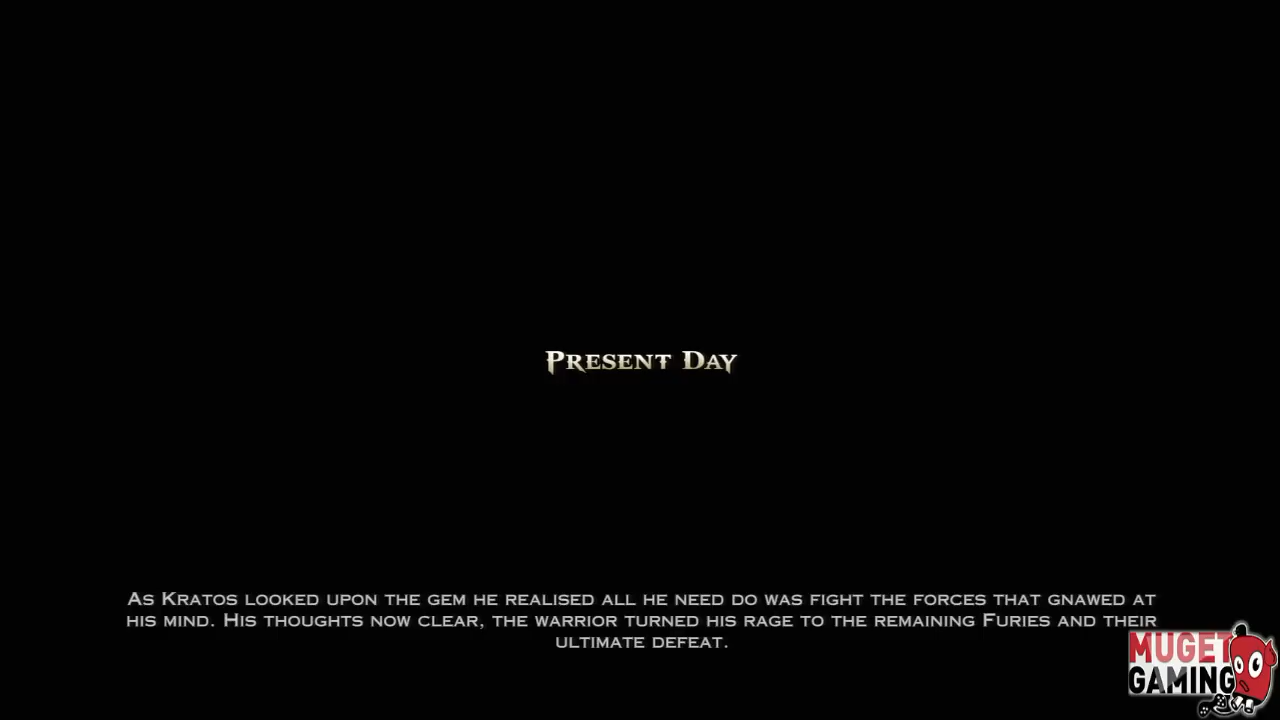 Present Day
As Kratos looked upon the gem he realised all he need do was fight the forces that gnawed at
his mind. His thoughts now clear, the warrior turned his rage to the remaining Furies and their
ultimate defeat.
MUGET
GAMING